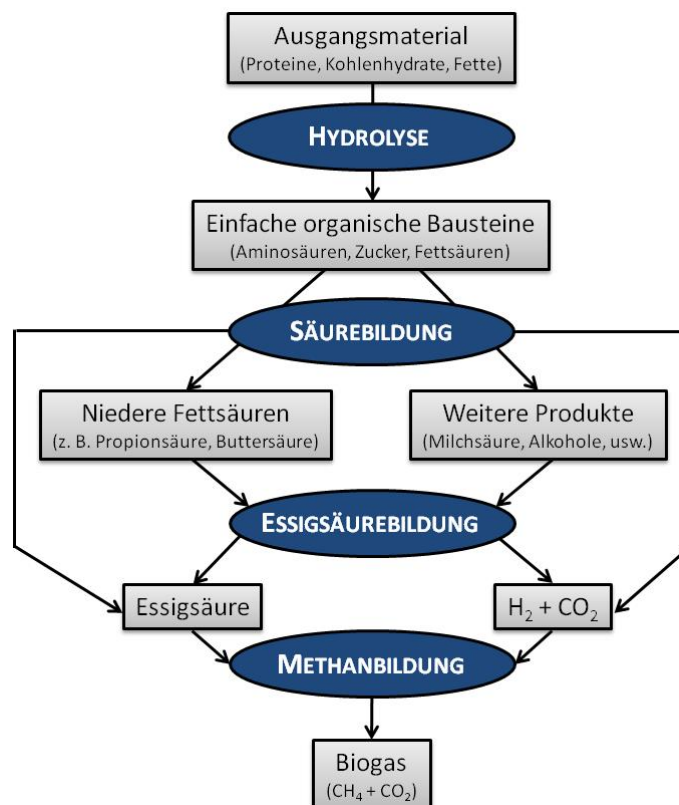 Ausgangsmaterial
(Proteine, Kohlenhydrate, Fette)
HYDROLYSE
Einfache organische Bausteine
(Aminosäuren, Zucker, Fettsäuren)
SÄUREBILDUNG
Niedere Fettsäuren
(z. B. Propionsäure, Buttersäure)
Weitere Produkte
(Milchsäure, Alkohole, usw.)
ESSIGSÄUREBILDUNG
Essigsäure
H₂ + CO₂
METHANBILDUNG
Biogas
(CH₄ + CO₂)